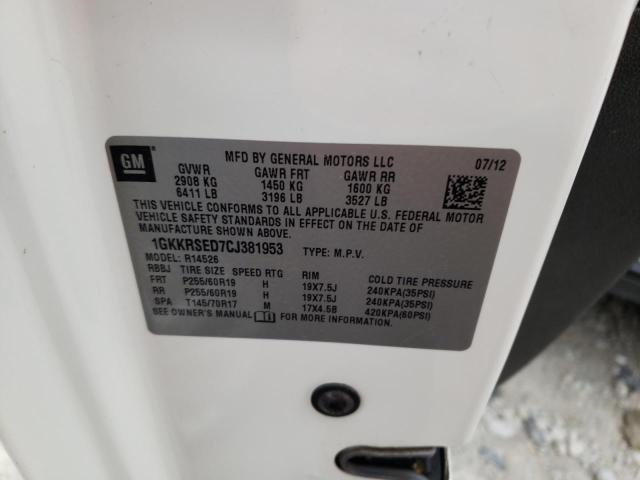 GM
MFD BY GENERAL MOTORS LLC 07/12
GVWR GAWR FRT GAWR RR
2908 KG 1450 KG 1600 KG
6411 LB 3196 LB 3527 LB
THIS VEHICLE CONFORMS TO ALL APPLICABLE U.S. FEDERAL MOTOR
VEHICLE SAFETY STANDARDS IN EFFECT ON THE DATE OF
MANUFACTURE SHOWN ABOVE.
1GKKRSED7CJ381953 TYPE: M.P.V.
MODEL: R14526
RBBJ TIRE SIZE SPEED RTG RIM COLD TIRE PRESSURE
FRT P255/60R19 H 19X7.5J 240KPA(35PSI)
RR P255/60R19 H 19X7.5J 240KPA(35PSI)
SPA T145/70R17 M 17X4.5B 420KPA(60PSI)
SEE OWNER'S MANUAL FOR MORE INFORMATION.